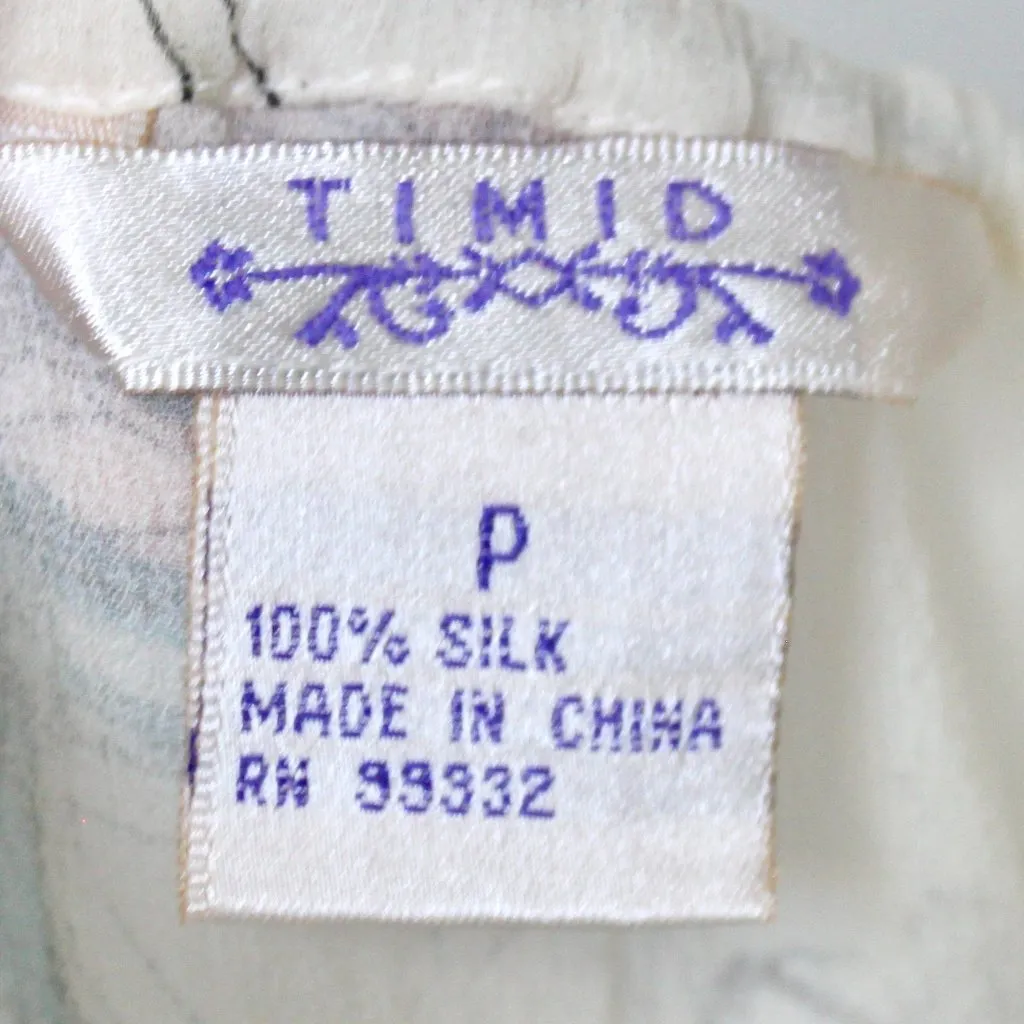 TIMID
P
100% SILK
MADE IN CHINA
RN 99332